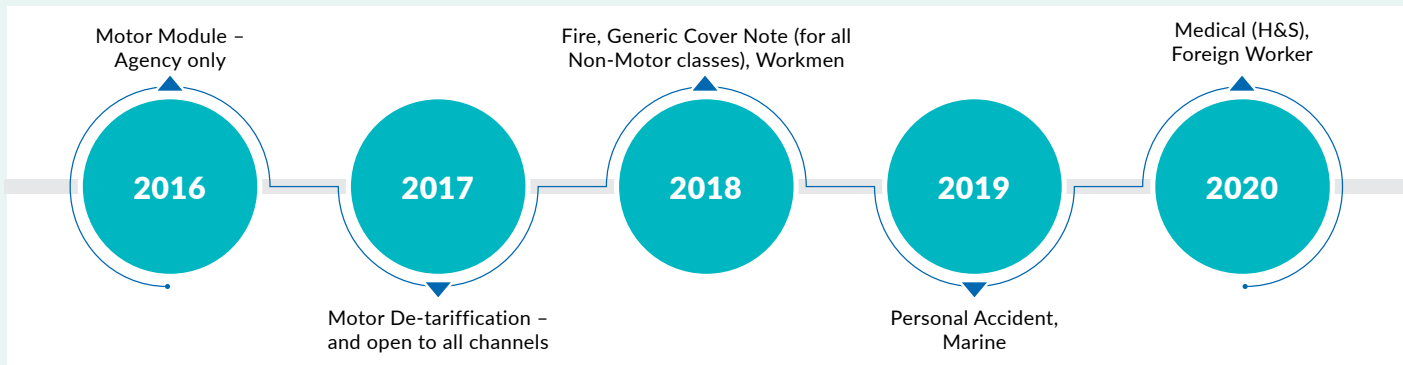 Motor Module –
Agency only
2016
2017
Motor De-tariffication –
and open to all channels
Fire, Generic Cover Note (for all
Non-Motor classes), Workmen
2018
2019
Personal Accident,
Marine
Medical (H&S),
Foreign Worker
2020